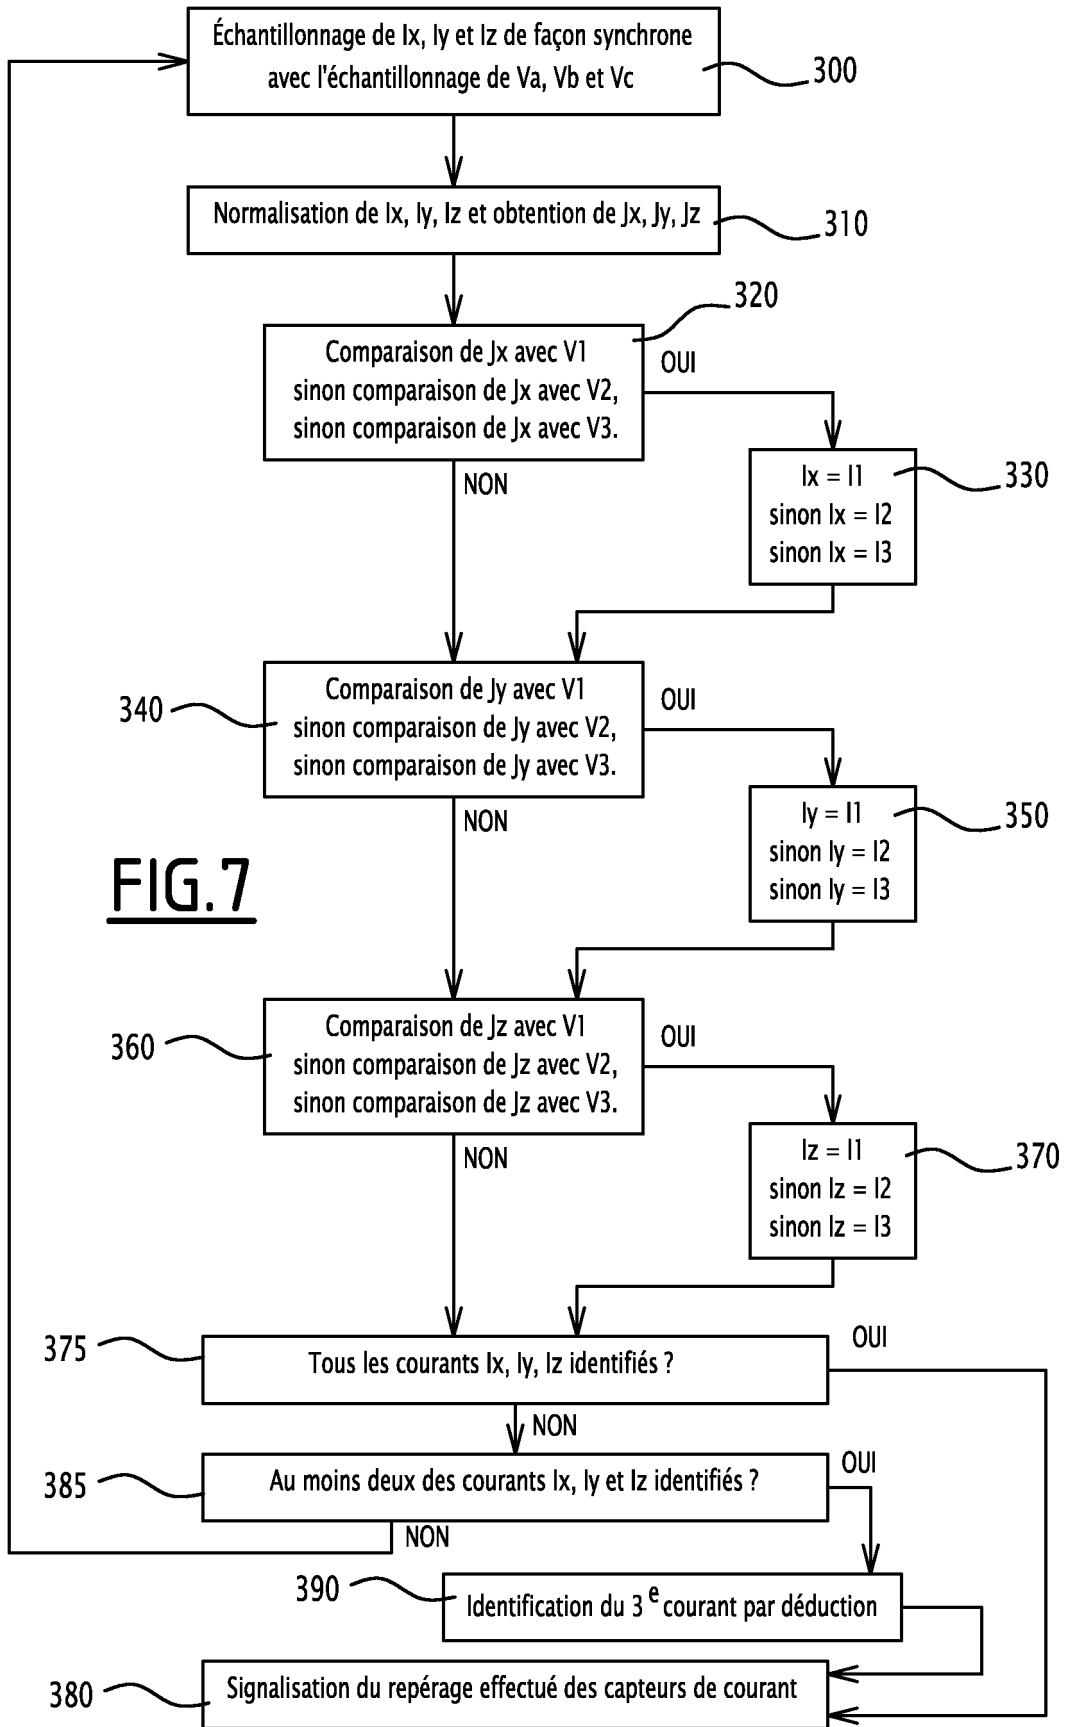 Échantillonnage de Ix, Iy et Iz de façon synchrone
avec l'échantillonnage de Va, Vb et Vc
300
Normalisation de Ix, Iy, Iz et obtention de Jx, Jy, Jz
310
320
Comparaison de Jx avec V1
sinon comparaison de Jx avec V2,
sinon comparaison de Jx avec V3.
OUI
NON
Ix = I1
sinon Ix = I2
sinon Ix = I3
330
340
Comparaison de Jy avec V1
sinon comparaison de Jy avec V2,
sinon comparaison de Jy avec V3.
OUI
NON
Iy = I1
sinon Iy = I2
sinon Iy = I3
350
FIG.7
360
Comparaison de Jz avec V1
sinon comparaison de Jz avec V2,
sinon comparaison de Jz avec V3.
OUI
NON
Iz = I1
sinon Iz = I2
sinon Iz = I3
370
375
Tous les courants Ix, Iy, Iz identifiés ?
OUI
NON
385
Au moins deux des courants Ix, Iy et Iz identifiés ?
OUI
NON
390
Identification du 3e courant par déduction
380
Signalisation du repérage effectué des capteurs de courant